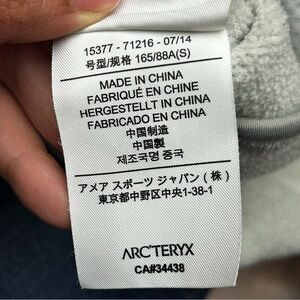 15377 - 71216 - 07/14
号型/规格 165/88A(S)
MADE IN CHINA
FABRIQUÉ EN CHINE
HERGESTELLT IN CHINA
FABRICADO EN CHINA
中国制造
中国製
제조국명 중국
アメア スポーツ ジャパン ( 株 )
東京都中野区中央1-38-1
ARC'TERYX
CA#34438